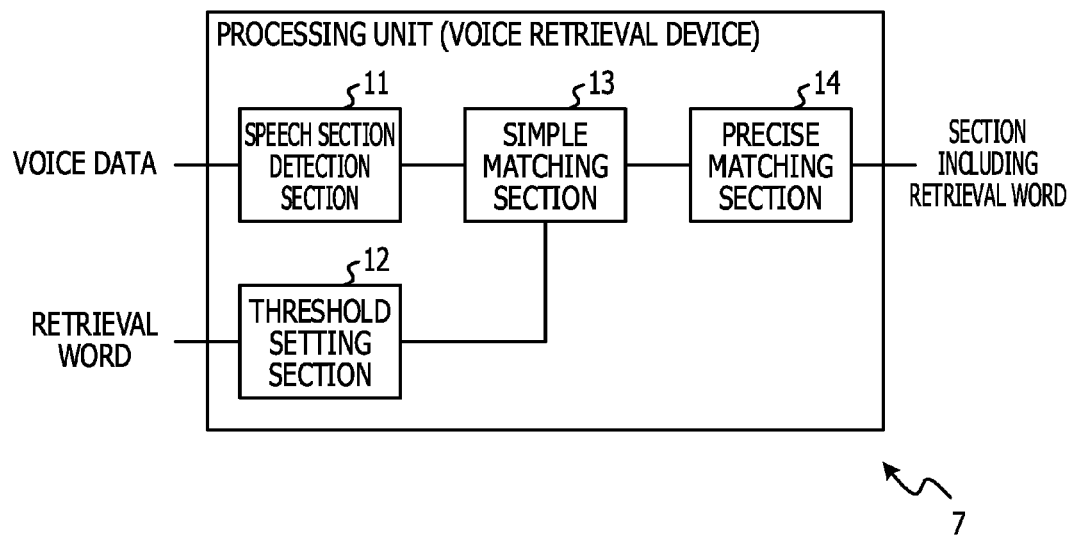 PROCESSING UNIT (VOICE RETRIEVAL DEVICE)
11
SPEECH SECTION
DETECTION
SECTION
13
SIMPLE
MATCHING
SECTION
14
PRECISE
MATCHING
SECTION
VOICE DATA
SECTION
INCLUDING
RETRIEVAL WORD
12
THRESHOLD
SETTING
SECTION
RETRIEVAL
WORD
7